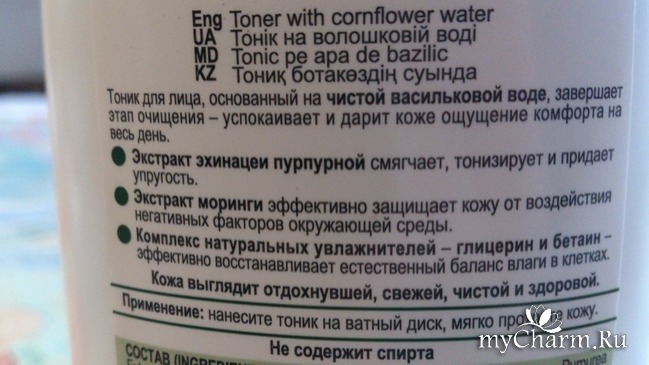 Eng Toner with cornflower water
UA Тонік на волошковій воді
MD Tonic pe apa de bazilic
KZ Тониқ ботакөздің суында
Тоник для лица, основанный на чистой васильковой воде, завершает
этап очищения – успокаивает и дарит коже ощущение комфорта на
весь день.
Экстракт эхинацеи пурпурной смягчает, тонизирует и придает
упругость.
Экстракт моринги эффективно защищает кожу от воздействия
негативных факторов окружающей среды.
Комплекс натуральных увлажнителей – глицерин и бетаин –
эффективно восстанавливает естественный баланс влаги в клетках.
Кожа выглядит отдохнувшей, свежей, чистой и здоровой.
Применение: нанесите тоник на ватный диск, мягко кожу.
Не содержит спирта
СОСТАВ
myCharm.Ru